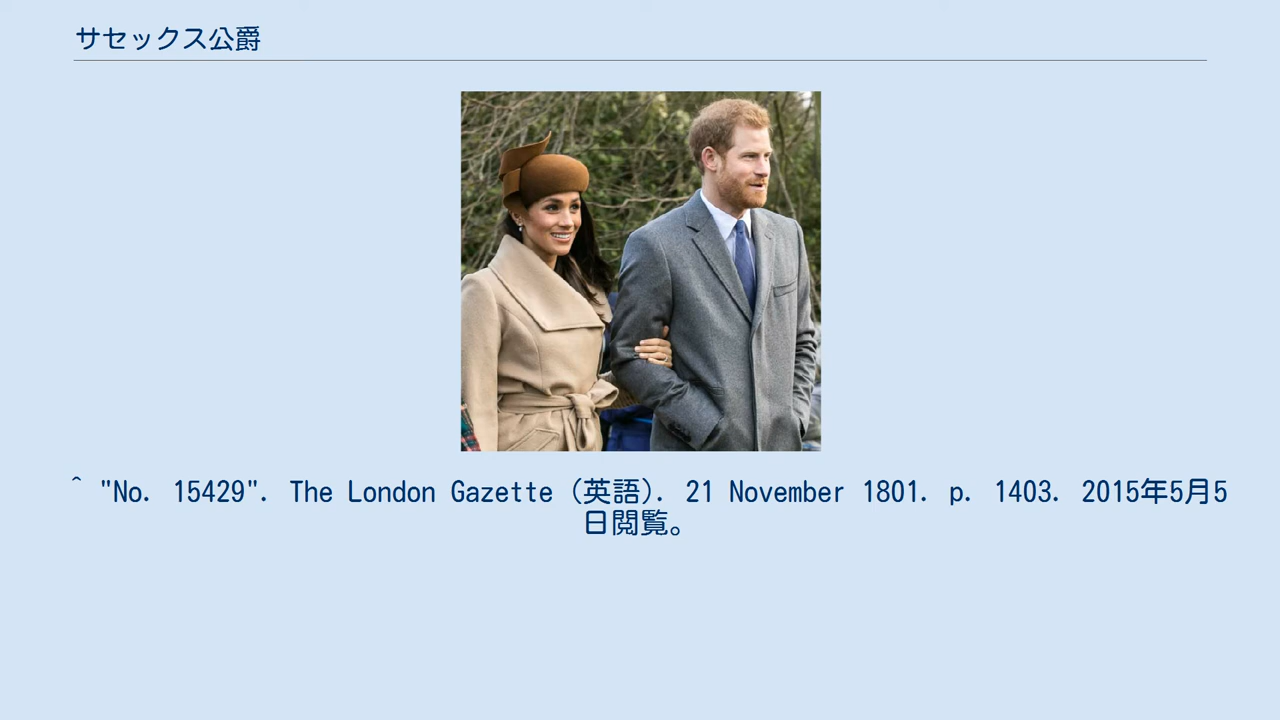 サセックス公爵
^ "No. 15429". The London Gazette (英語). 21 November 1801. p. 1403. 2015年5月5
日閲覧。